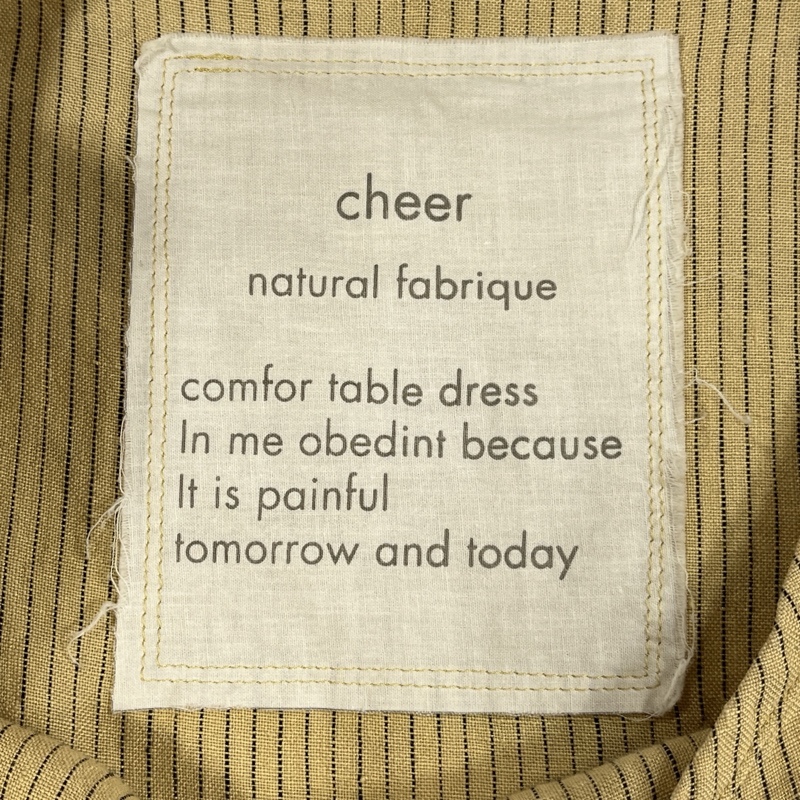 cheer
natural fabrique
comfor table dress
In me obedint because
It is painful
tomorrow and today